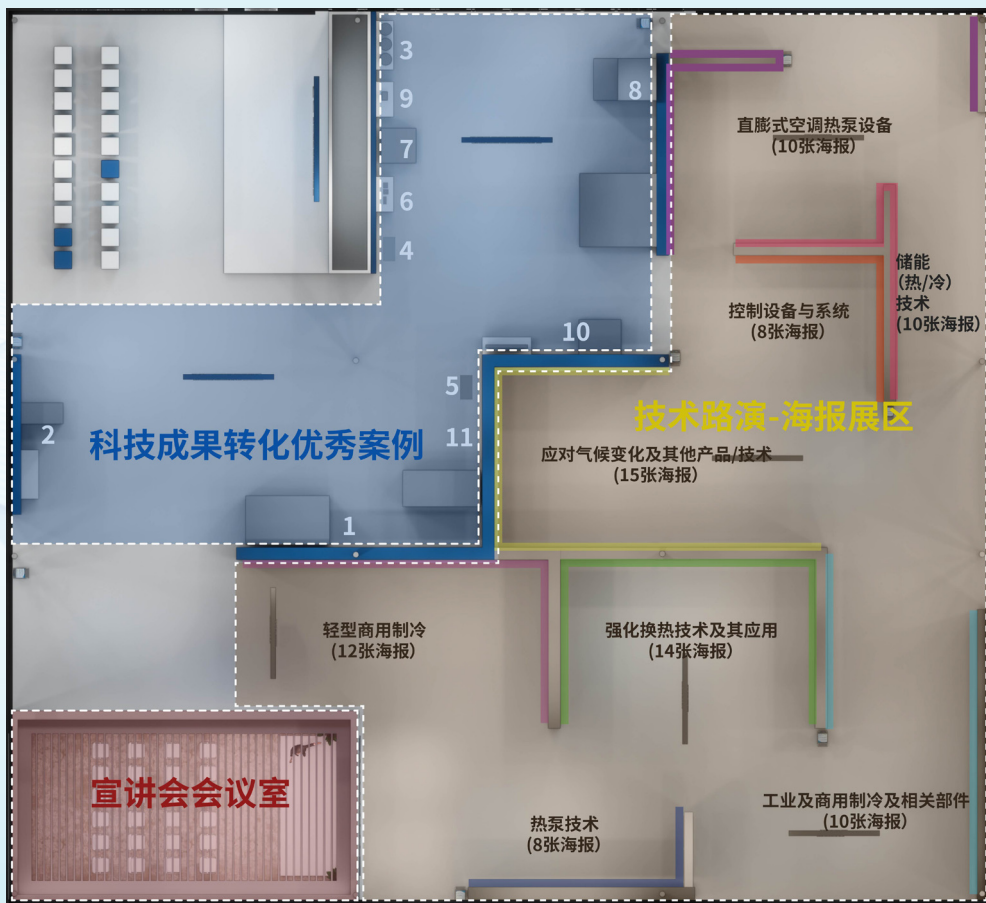 3
9
8
直膨式空调热泵设备
(10张海报)
7
6
4
储能
(热/冷)
技术
(10张海报)
控制设备与系统
(8张海报)
10
5
技术路演-海报展区
2
科技成果转化优秀案例
11
应对气候变化及其他产品/技术
(15张海报)
1
轻型商用制冷
(12张海报)
强化换热技术及其应用
(14张海报)
宣讲会会议室
工业及商用制冷及相关部件
(10张海报)
热泵技术
(8张海报)